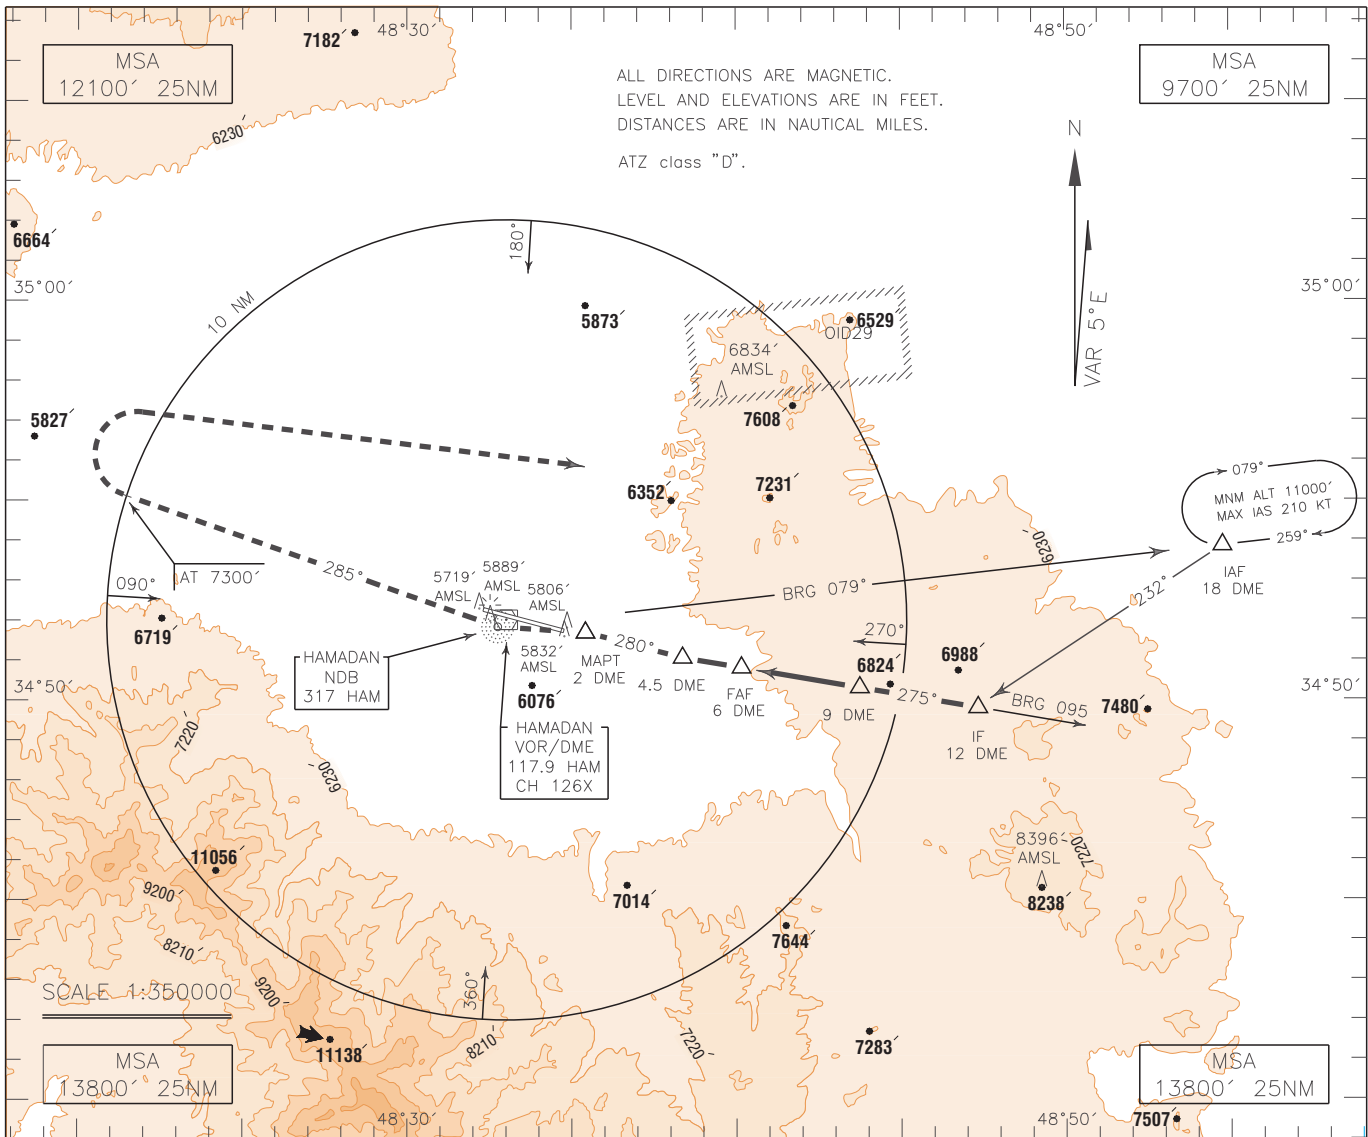 7182´
48°30´
48°50´
MSA
12100´ 25NM
MSA
9700´ 25NM
ALL DIRECTIONS ARE MAGNETIC.
LEVEL AND ELEVATIONS ARE IN FEET.
DISTANCES ARE IN NAUTICAL MILES.
ATZ class "D".
N
VAR 5°E
6230´
6664´
35°00´
35°00´
10 NM
180°
5873´
6529´
OID29
6834´
AMSL
7608´
5827´
6352´
7231´
079°
MNM ALT 11000´
MAX IAS 210 KT
259°
IAF
18 DME
6230´
232°
BRG 079°
285°
AT 7300´
090°
6719´
5719´
AMSL
5889´
AMSL
5806´
AMSL
5832´
AMSL
280°
270°
MAPT
2 DME
4.5 DME
FAF
6 DME
9 DME
6824´
275°
6988´
IF
12 DME
BRG 095
7480´
34°50´
34°50´
HAMADAN
NDB
317 HAM
6076´
HAMADAN
VOR/DME
117.9 HAM
CH 126X
7220´
6230´
11056´
9200´
8210´
9200
7014´
7644´
8396
AMSL
8238´
7220´
SCALE 1:350000
360°
8210´
7220´
11138´
7283´
MSA
13800´ 25NM
MSA
13800´ 25NM
48°30´
48°50´
7507´